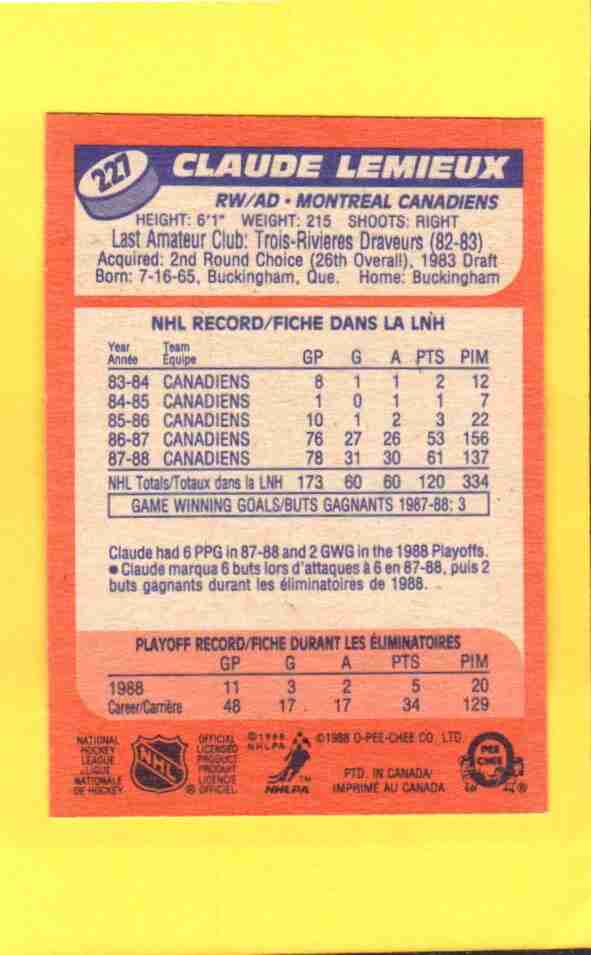 227
CLAUDE LEMIEUX
RW/AD • MONTREAL CANADIENS
HEIGHT: 6'1" WEIGHT: 215 SHOOTS: RIGHT
Last Amateur Club: Trois-Rivieres Draveurs (82-83)
Acquired: 2nd Round Choice (26th Overall), 1983 Draft
Born: 7-16-65, Buckingham, Que. Home: Buckingham
NHL RECORD/FICHE DANS LA LNH
Year Team
Année Équipe GP G A PTS PIM
83-84 CANADIENS 8 1 1 2 12
84-85 CANADIENS 1 0 1 1 7
85-86 CANADIENS 10 1 2 3 22
86-87 CANADIENS 76 27 26 53 156
87-88 CANADIENS 78 31 30 61 137
NHL Totals/Totaux dans la LNH 173 60 60 120 334
GAME WINNING GOALS/BUTS GAGNANTS 1987-88: 3
Claude had 6 PPG in 87-88 and 2 GWG in the 1988 Playoffs.
• Claude marqua 6 buts lors d'attaques à 6 en 87-88, puis 2
buts gagnants durant les éliminatoires de 1988.
PLAYOFF RECORD/FICHE DURANT LES ÉLIMINATOIRES
GP G A PTS PIM
1988 11 3 2 5 20
Career/Carrière 48 17 17 34 129
NATIONAL
HOCKEY
LEAGUE
LIGUE
NATIONALE
DE HOCKEY
NHL
OFFICIAL
LICENSED
PRODUCT
PRODUIT
LICENCIÉ
OFFICIEL
®
©1988
NHLPA
™
NHLPA
©1988 O-PEE-CHEE CO. LTD.
PTD. IN CANADA/
IMPRIMÉ AU CANADA
PEE
CHEE
®